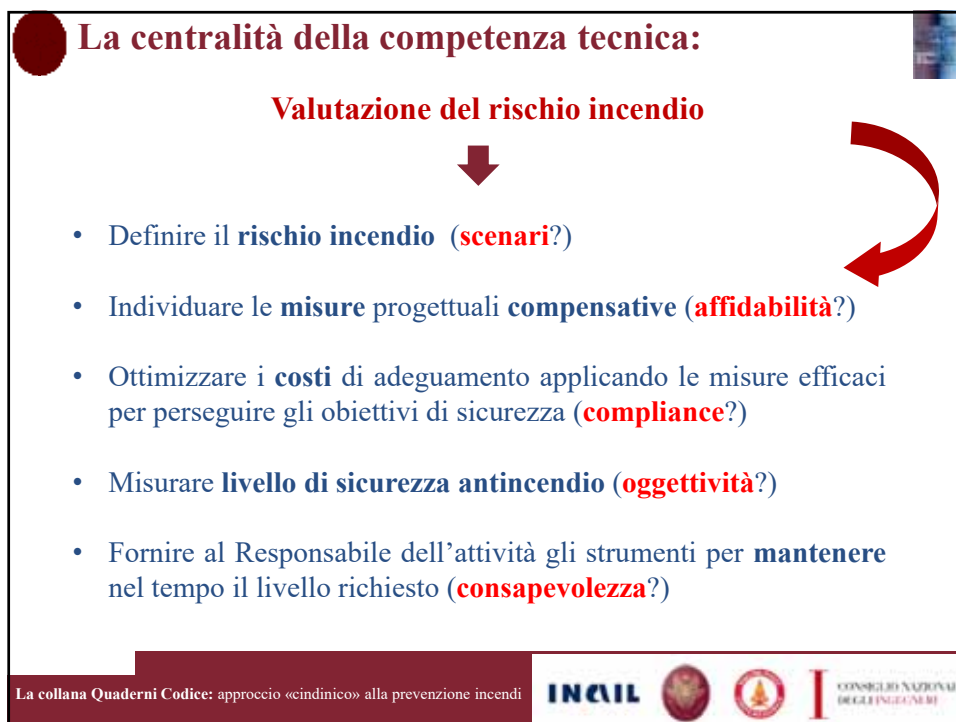 La centralità della competenza tecnica:
Valutazione del rischio incendio
• Definire il rischio incendio (scenari?)
• Individuare le misure progettuali compensative (affidabilità?)
• Ottimizzare i costi di adeguamento applicando le misure efficaci
per perseguire gli obiettivi di sicurezza (compliance?)
• Misurare livello di sicurezza antincendio (oggettività?)
• Fornire al Responsabile dell’attività gli strumenti per mantenere
nel tempo il livello richiesto (consapevolezza?)
La collana Quaderni Codice: approccio «cindinico» alla prevenzione incendi
INAIL
CONSIGLIO NAZIONALE
DEGLI INGEGNERI